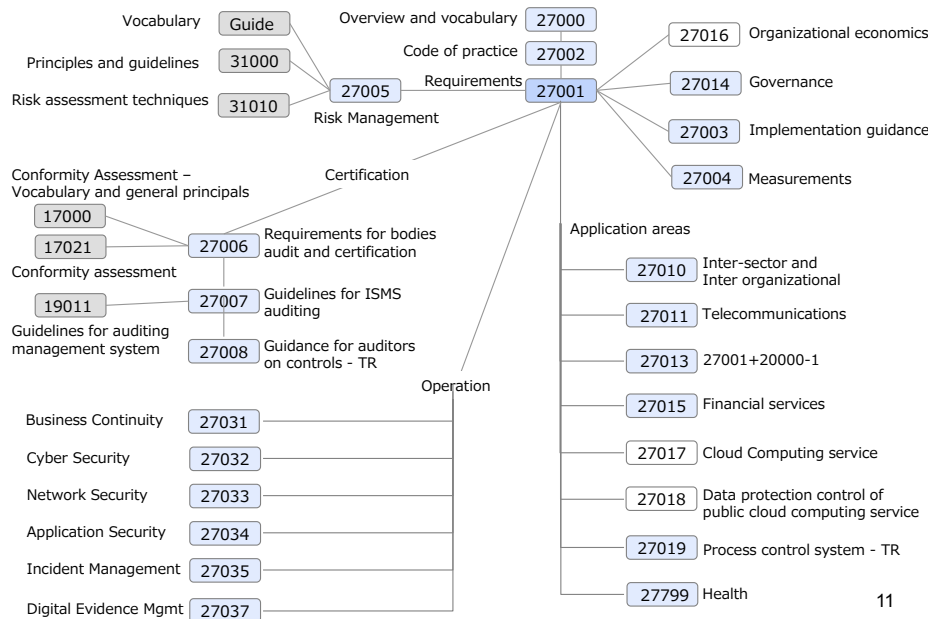 Vocabulary
Guide
Principles and guidelines
31000
Risk assessment techniques
31010
27005
Risk Management
Overview and vocabulary
27000
Code of practice
27002
Requirements
27001
27016
Organizational economics
27014
Governance
27003
Implementation guidance
27004
Measurements
Certification
Conformity Assessment –
Vocabulary and general principals
17000
17021
Conformity assessment
19011
Guidelines for auditing
management system
27006
Requirements for bodies
audit and certification
27007
Guidelines for ISMS
auditing
27008
Guidance for auditors
on controls - TR
Operation
Business Continuity
27031
Cyber Security
27032
Network Security
27033
Application Security
27034
Incident Management
27035
Digital Evidence Mgmt
27037
Application areas
27010
Inter-sector and
Inter organizational
27011
Telecommunications
27013
27001+20000-1
27015
Financial services
27017
Cloud Computing service
27018
Data protection control of
public cloud computing service
27019
Process control system - TR
27799
Health
11